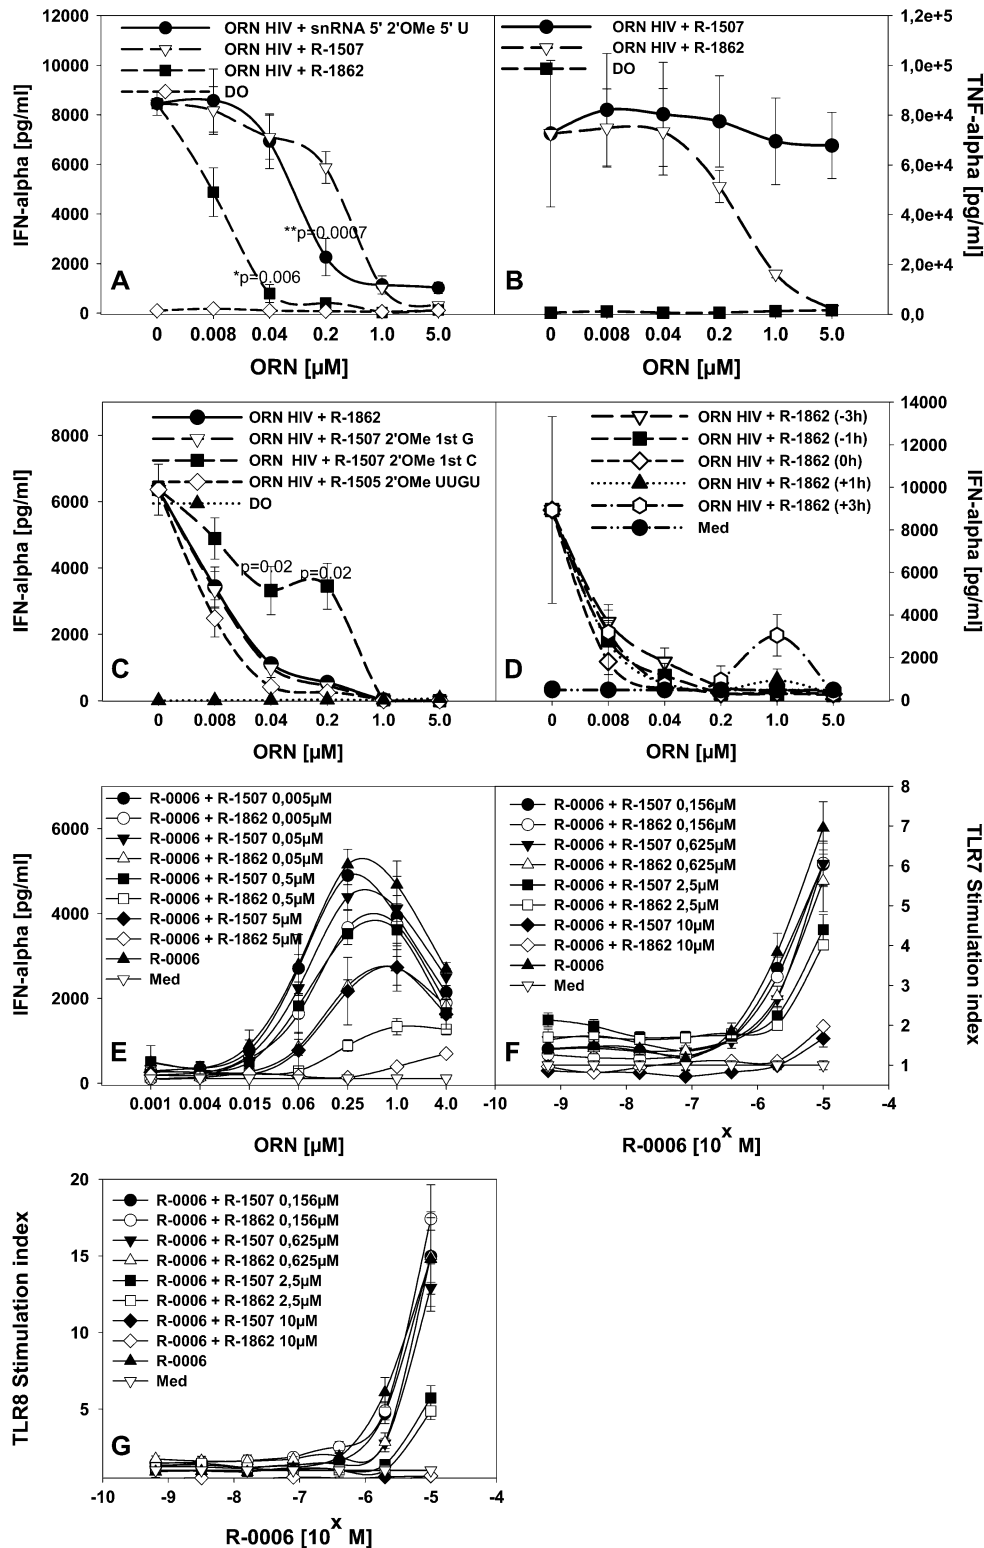 12000
10000
8000
6000
4000
2000
0
IFN-alpha [pg/ml]
ORN HIV + snRNA 5' 2'OMe 5' U
ORN HIV + R-1507
ORN HIV + R-1862
DO
**p=0.0007
*p=0.006
A
0 0.008 0.04 0.2 1.0 5.0
ORN [µM]
ORN HIV + R-1507
ORN HIV + R-1862
DO
B
1,2e+5
1,0e+5
8,0e+4
6,0e+4
4,0e+4
2,0e+4
0,0
TNF-alpha [pg/ml]
0 0.008 0.04 0.2 1.0 5.0
ORN [µM]
8000
6000
4000
2000
0
IFN-alpha [pg/ml]
ORN HIV + R-1862
ORN HIV + R-1507 2'OMe 1st G
ORN HIV + R-1507 2'OMe 1st C
ORN HIV + R-1505 2'OMe UUGU
DO
p=0.02
p=0.02
C
0 0.008 0.04 0.2 1.0 5.0
ORN [µM]
ORN HIV + R-1862 (-3h)
ORN HIV + R-1862 (-1h)
ORN HIV + R-1862 (0h)
ORN HIV + R-1862 (+1h)
ORN HIV + R-1862 (+3h)
Med
D
14000
12000
10000
8000
6000
4000
2000
0
IFN-alpha [pg/ml]
0 0.008 0.04 0.2 1.0 5.0
ORN [µM]
6000
4000
2000
0
IFN-alpha [pg/ml]
R-0006 + R-1507 0,005µM
R-0006 + R-1862 0,005µM
R-0006 + R-1507 0,05µM
R-0006 + R-1862 0,05µM
R-0006 + R-1507 0,5µM
R-0006 + R-1862 0,5µM
R-0006 + R-1507 5µM
R-0006 + R-1862 5µM
R-0006
Med
E
0.001 0.004 0.015 0.06 0.25 1.0 4.0
ORN [µM]
R-0006 + R-1507 0,156µM
R-0006 + R-1862 0,156µM
R-0006 + R-1507 0,625µM
R-0006 + R-1862 0,625µM
R-0006 + R-1507 2,5µM
R-0006 + R-1862 2,5µM
R-0006 + R-1507 10µM
R-0006 + R-1862 10µM
R-0006
Med
F
8
7
6
5
4
3
2
1
TLR7 Stimulation index
-10 -9 -8 -7 -6 -5 -4
R-0006 [10^x M]
20
15
10
5
TLR8 Stimulation index
R-0006 + R-1507 0,156µM
R-0006 + R-1862 0,156µM
R-0006 + R-1507 0,625µM
R-0006 + R-1862 0,625µM
R-0006 + R-1507 2,5µM
R-0006 + R-1862 2,5µM
R-0006 + R-1507 10µM
R-0006 + R-1862 10µM
R-0006
Med
G
-10 -9 -8 -7 -6 -5 -4
R-0006 [10^x M]